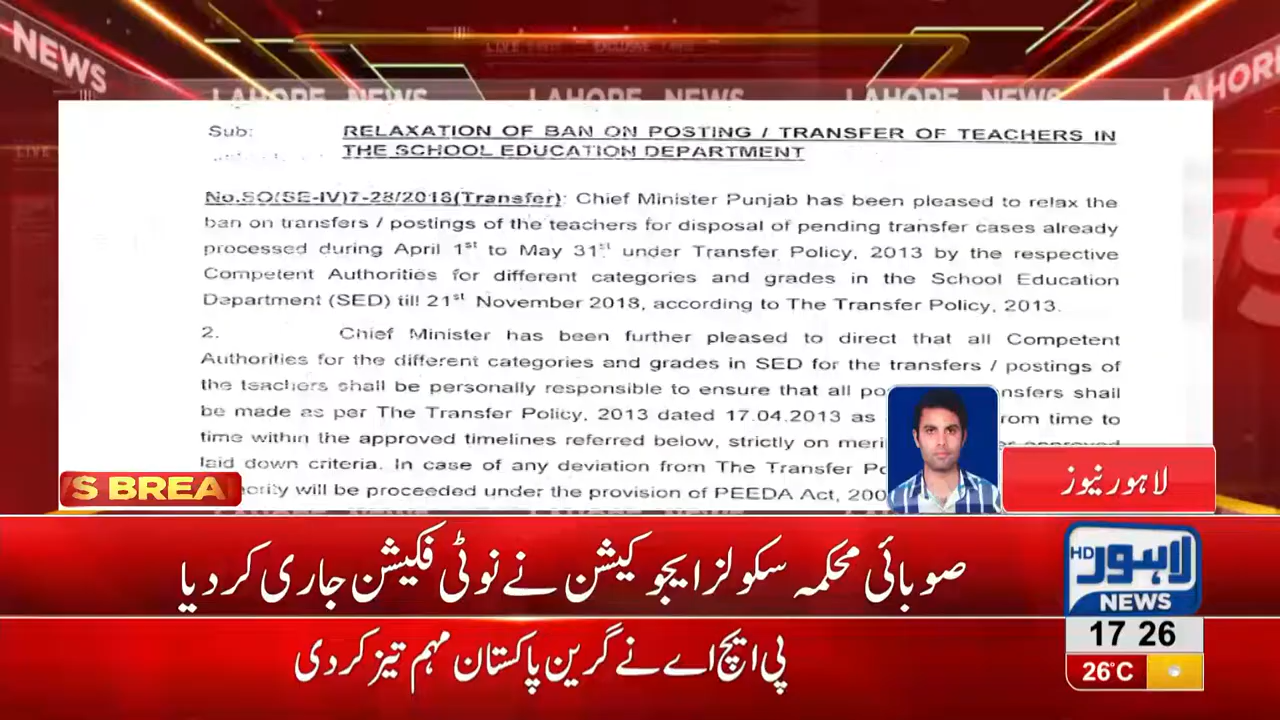 NEWS
LAHORE NEWS
LAHORE NEWS
LAHORE NEWS
LAHORE
LIVE
EXCLUSIVE
Sub: RELAXATION OF BAN ON POSTING / TRANSFER OF TEACHERS IN
THE SCHOOL EDUCATION DEPARTMENT
No.SO(SE-IV)7-28/2018(Transfer): Chief Minister Punjab has been pleased to relax the
ban on transfers / postings of the teachers for disposal of pending transfer cases already
processed during April 1st to May 31st under Transfer Policy, 2013 by the respective
Competent Authorities for different categories and grades in the School Education
Department (SED) till 21st November 2018, according to The Transfer Policy, 2013.
2. Chief Minister has been further pleased to direct that all Competent
Authorities for the different categories and grades in SED for the transfers / postings of
the teachers shall be personally responsible to ensure that all po nsfers shall
be made as per The Transfer Policy, 2013 dated 17.04.2013 as rom time to
time within the approved timelines referred below, strictly on meri
laid down criteria. In case of any deviation from The Transfer Po
ority will be proceeded under the provision of PEEDA Act, 200
S BREA
لاہور نیوز
صوبائی محکمہ سکولز ایجوکیشن نے نوٹی فکیشن جاری کر دیا
پی ایچ اے نے گرین پاکستان مہم تیز کر دی
HD لاہور
NEWS
17 26
26°C